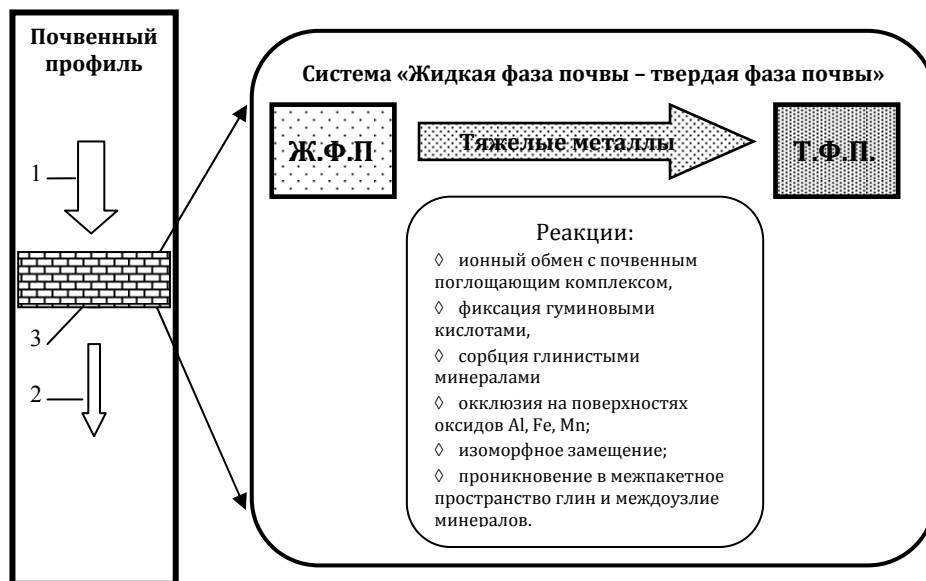 Почвенный
профиль
1
3
2
Система «Жидкая фаза почвы – твердая фаза почвы»
Ж.Ф.П
Тяжелые металлы
Т.Ф.П.
Реакции:
◊ ионный обмен с почвенным
поглощающим комплексом,
◊ фиксация гуминовыми
кислотами,
◊ сорбция глинистыми
минералами
◊ окклюзия на поверхностях
оксидов Al, Fe, Mn;
◊ изоморфное замещение;
◊ проникновение в межпакетное
пространство глин и междоузлие
минералов.